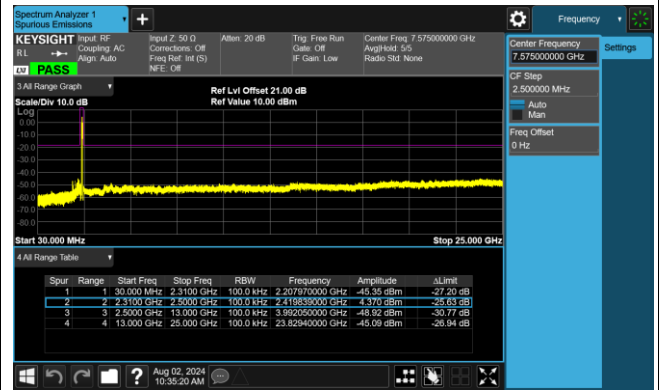 Spectrum Analyzer 1
Spurious Emissions
Frequency
KEYSIGHT
RL
LXI
PASS
Input: RF
Coupling: AC
Align: Auto
Input Z: 50 Ω
Corrections: Off
Freq Ref: Int (S)
NFE: Off
Atten: 20 dB
Trig: Free Run
Gate: Off
IF Gain: Low
Center Freq: 7.575000000 GHz
Avg|Hold: 5/5
Radio Std: None
Center Frequency
7.575000000 GHz
Settings
CF Step
2.500000 MHz
Auto
Man
Freq Offset
0 Hz
3 All Range Graph
Scale/Div 10.0 dB
Ref Lvl Offset 21.00 dB
Ref Value 10.00 dBm
Log
0.00
-10.0
-20.0
-30.0
-40.0
-50.0
-60.0
-70.0
-80.0
Start 30.000 MHz
Stop 25.000 GHz
4 All Range Table
Spur Range Start Freq Stop Freq RBW Frequency Amplitude ΔLimit
1 1 30.000 MHz 2.3100 GHz 100.0 kHz 2.207970000 GHz -45.35 dBm -27.20 dB
2 2 2.3100 GHz 2.5000 GHz 100.0 kHz 2.419839000 GHz 4.370 dBm -25.63 dB
3 3 2.5000 GHz 13.000 GHz 100.0 kHz 3.992050000 GHz -48.92 dBm -30.77 dB
4 4 13.000 GHz 25.000 GHz 100.0 kHz 23.82940000 GHz -45.09 dBm -26.94 dB
?
Aug 02, 2024
10:35:20 AM